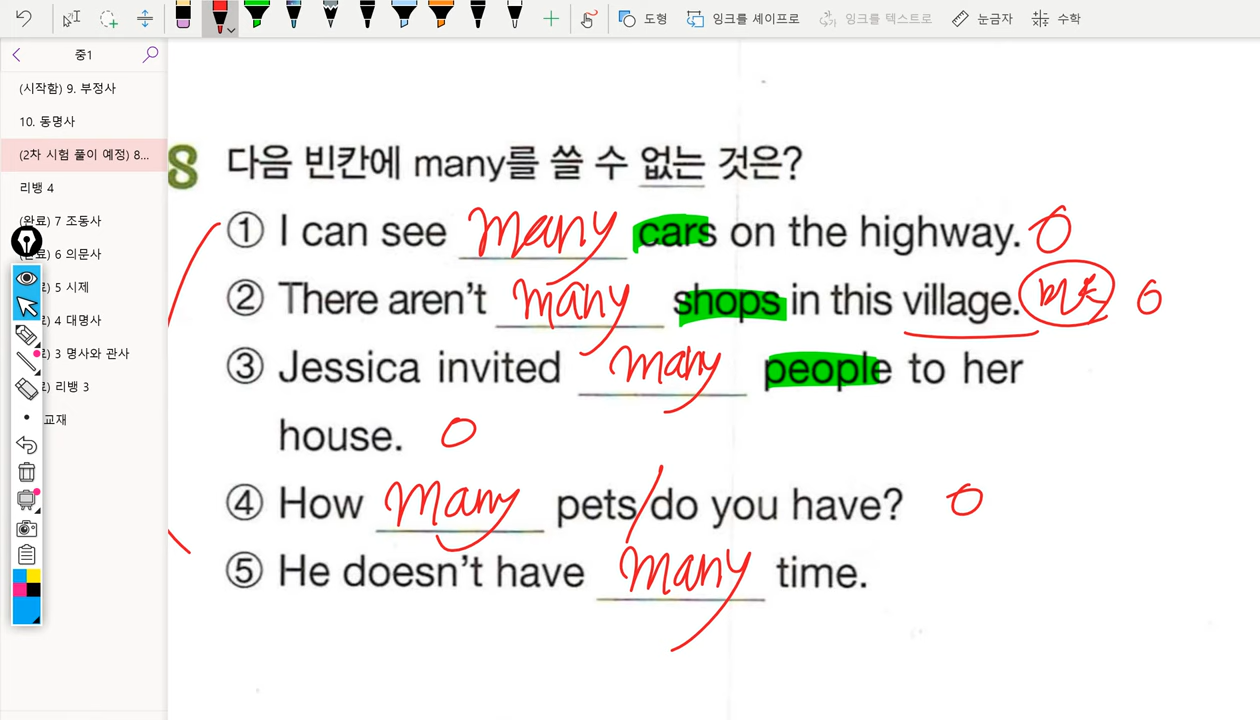 도형 잉크를 셰이프로 잉크를 텍스트로 눈금자 수학
중1
(시작함) 9. 부정사
10. 동명사
(2차 시험 풀이 예정) 8...
리뱅 4
(완료) 7 조동사
6 의문사
5 시제
4 대명사
3 명사와 관사
리뱅 3
교재
8 다음 빈칸에 many를 쓸 수 없는 것은?
① I can see many cars on the highway. O
② There aren't many shops in this village. O
③ Jessica invited many people to her
house. O
④ How many pets/do you have? O
⑤ He doesn't have many time.